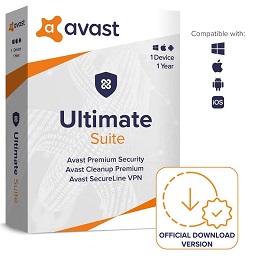 avast
1 Device
1 Year
Compatible with:
iOS
Ultimate
Suite
Avast Premium Security
Avast Cleanup Premium
Avast SecureLine VPN
OFFICIAL DOWNLOAD
VERSION
avast
Ultimate
Suite